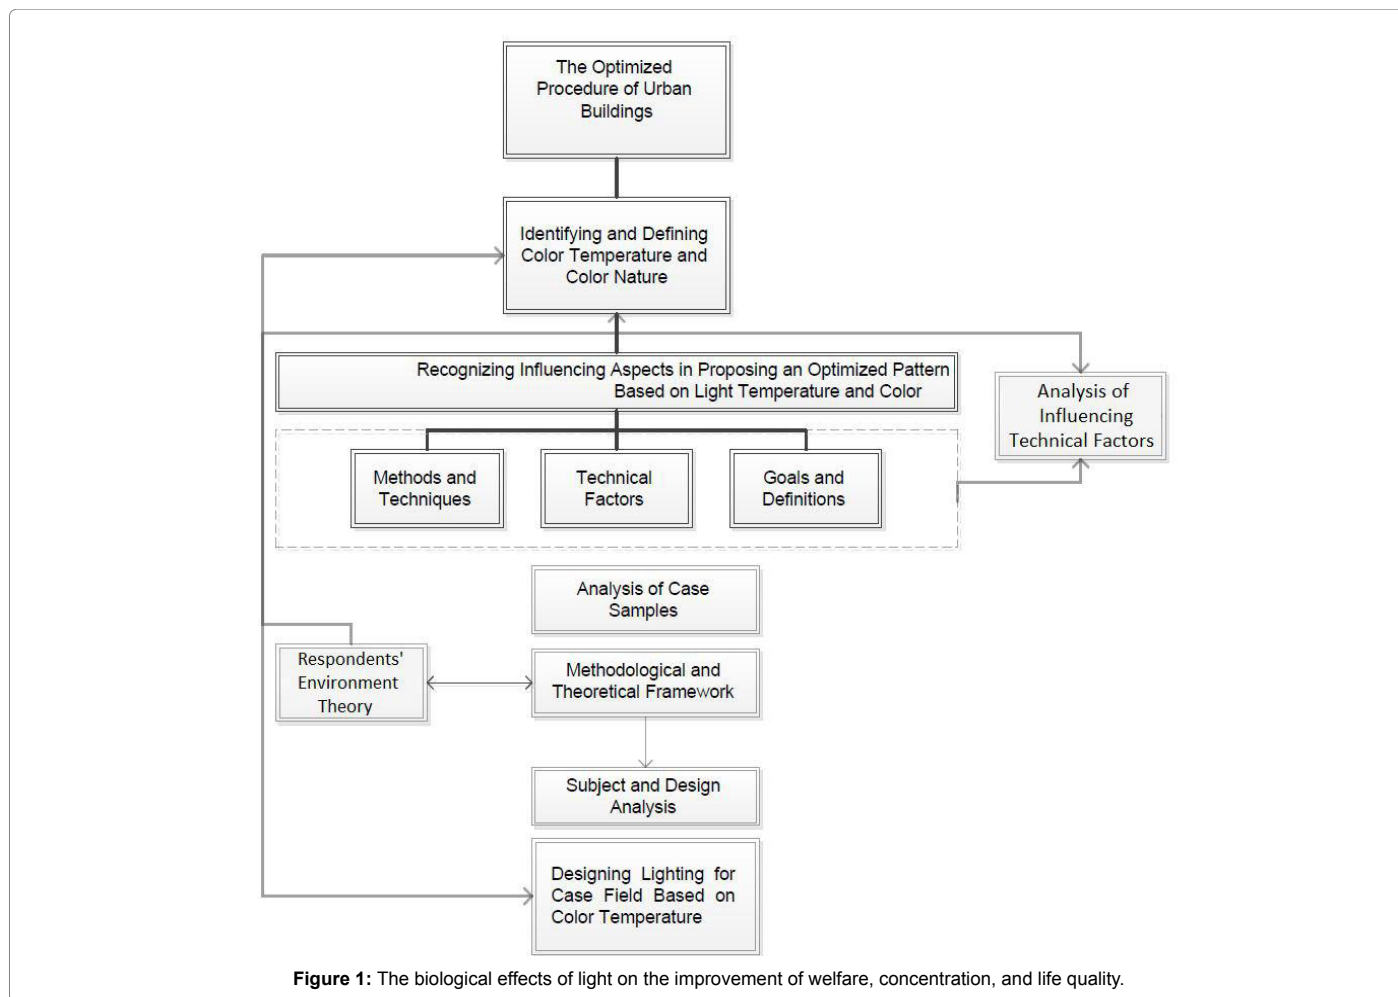 The Optimized
Procedure of Urban
Buildings
Identifying and Defining
Color Temperature and
Color Nature
Recognizing Influencing Aspects in Proposing an Optimized Pattern
Based on Light Temperature and Color
Analysis of
Influencing
Technical Factors
Methods and
Techniques
Technical
Factors
Goals and
Definitions
Analysis of Case
Samples
Respondents'
Environment
Theory
Methodological and
Theoretical Framework
Subject and Design
Analysis
Designing Lighting for
Case Field Based on
Color Temperature
Figure 1: The biological effects of light on the improvement of welfare, concentration, and life quality.